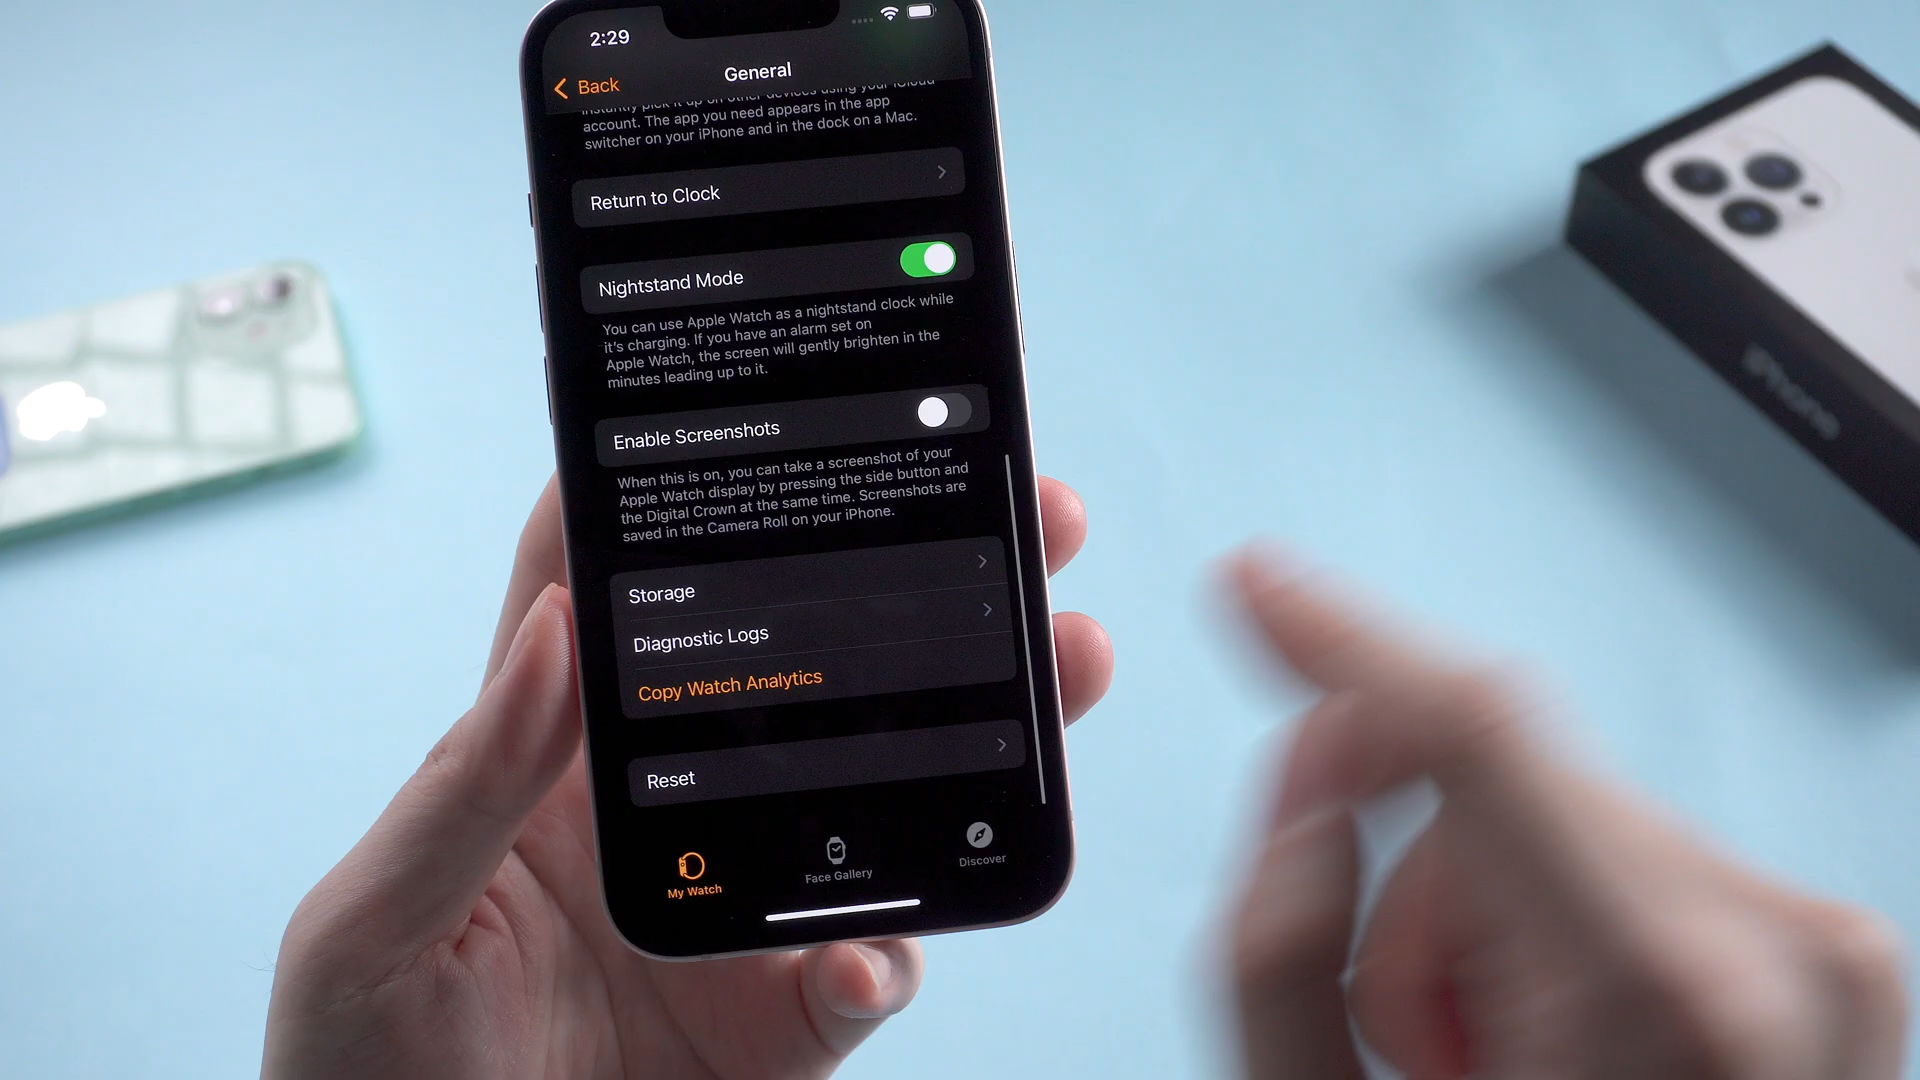 2:29
Back
General
instantly pick it up on other devices using your iCloud
account. The app you need appears in the app
switcher on your iPhone and in the dock on a Mac.
Return to Clock
Nightstand Mode
You can use Apple Watch as a nightstand clock while
it's charging. If you have an alarm set on
Apple Watch, the screen will gently brighten in the
minutes leading up to it.
Enable Screenshots
When this is on, you can take a screenshot of your
Apple Watch display by pressing the side button and
the Digital Crown at the same time. Screenshots are
saved in the Camera Roll on your iPhone.
Storage
Diagnostic Logs
Copy Watch Analytics
Reset
My Watch
Face Gallery
Discover
iPhone